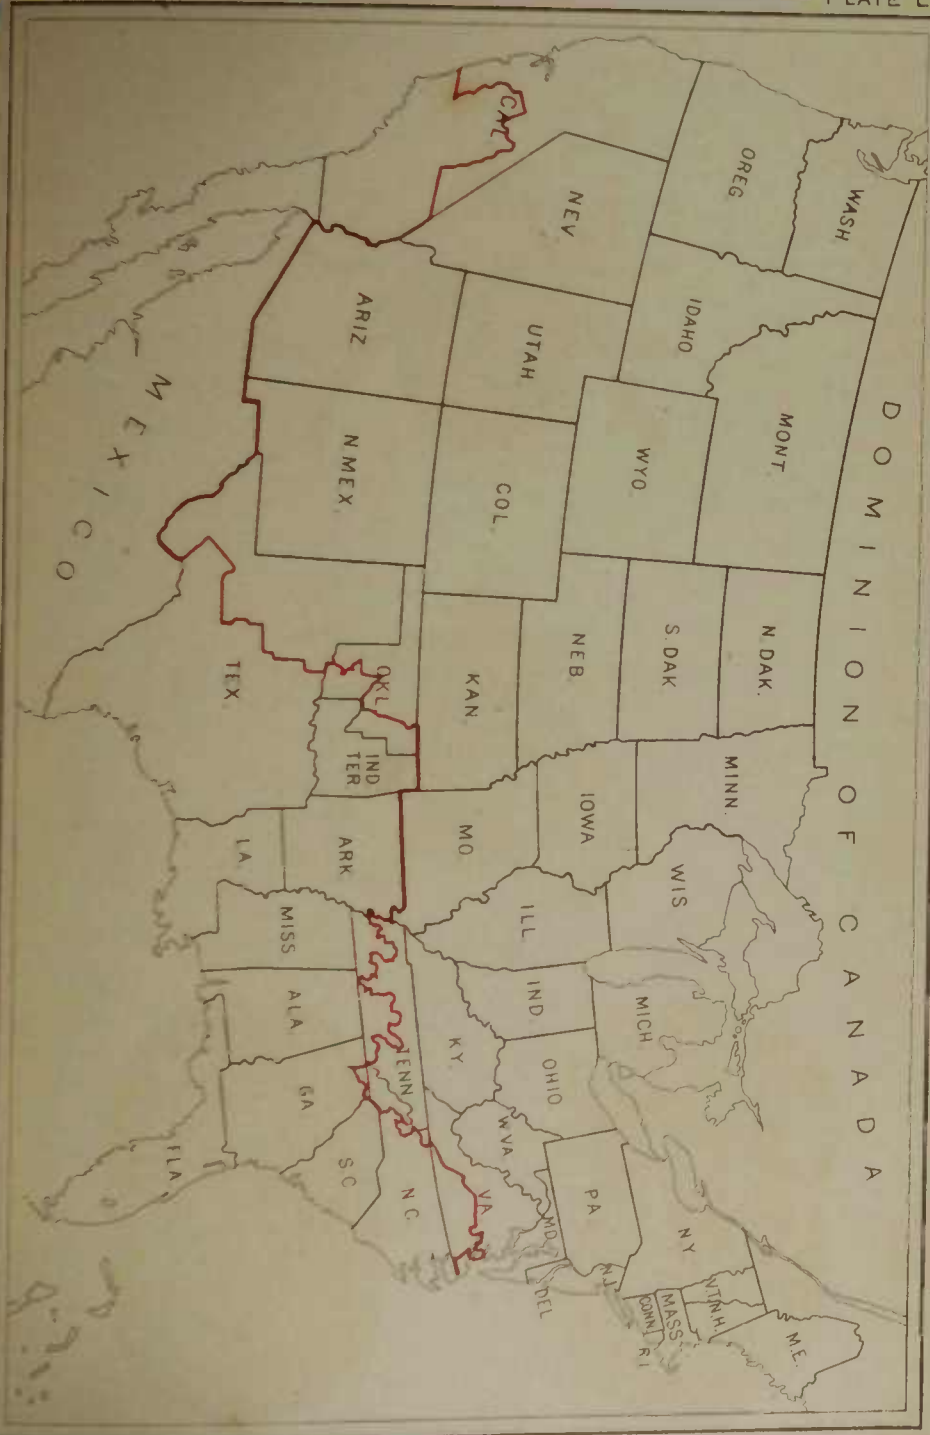 DOMINION OF CANADA
WASH
OREG.
IDAHO
MONT.
N.DAK.
MINN.
S.DAK
WYO.
NEV.
CAL
UTAH
COL.
NEB.
IOWA
WIS
MICH
KAN.
MO
ILL
IND.
OHIO
PA
NY
V.T.
N.H.
M.E.
MASS
CONN
R I
N.J.
DEL
MD.
W.VA
VA
KY.
TENN
N C
S.C
GA
ALA
MISS
FLA
LA
ARK
IND
TER
OKL
TEX.
N MEX.
ARIZ
MEXICO